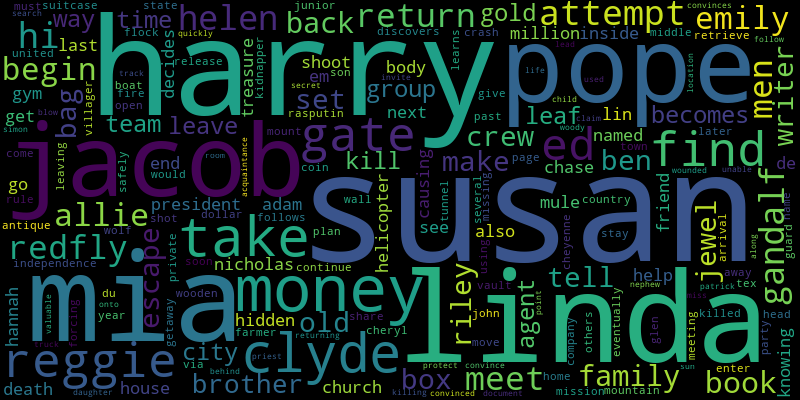 must suitcase state hi way time helen back return gold attempt emily convinces
search flock united last decides discovers crash junior million inside middle retrieve follow
harry pope
begin gym bag villager release kidnapper treasure shoot em son body learns
quickly track boat fire open invite secret rasputin set group give life used lead location child claim men writer
get team leave next past crew leaf becomes
simon blow
jacob gate lin named ed find
come leaving safely end would mount coin kill causing make page woody wounded later unable town
go rule allie president room acquaintance adam wall tunnel see several missing chase ben mule country friend de
antique shot dollar follows plan also using susan stay
redfly wolf private soon take nicholas continue helicopter cheyenne jewel arrival name guard gandalf
independence escape hidden old money vault riley tell help away along
mia linda
hannah du wooden farmer share john agent point company others eventually nephew killed patrick tex miss
onto year forcing getaway cheryl move glen meeting head
valuable via city clyde returning home sun party knowing
reggie truck priest brother church box meet family enter book
death daughter house behind protect convince killing convinced document mission mountain